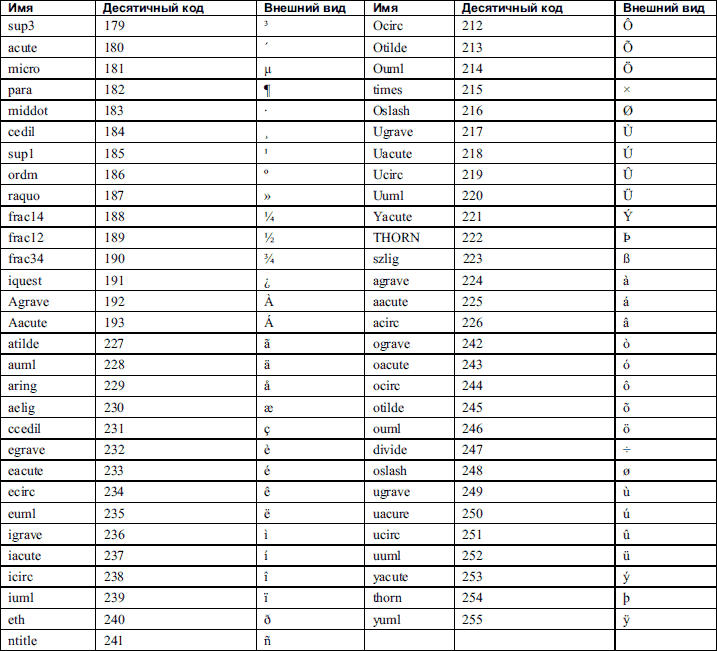 Имя Десятичный код Внешний вид Имя Десятичный код Внешний вид
sup3 179 ³ Ocirc 212 Ô
acute 180 ´ Otilde 213 Õ
micro 181 µ Ouml 214 Ö
para 182 ¶ times 215 ×
middot 183 · Oslash 216 Ø
cedil 184 ¸ Ugrave 217 Ù
sup1 185 ¹ Uacute 218 Ú
ordm 186 º Ucirc 219 Û
raquo 187 » Uuml 220 Ü
frac14 188 ¼ Yacute 221 Ý
frac12 189 ½ THORN 222 Þ
frac34 190 ¾ szlig 223 ß
iquest 191 ¿ agrave 224 à
Agrave 192 À aacute 225 á
Aacute 193 Á acirc 226 â
atilde 227 ã ograve 242 ò
auml 228 ä oacute 243 ó
aring 229 å ocirc 244 ô
aelig 230 æ otilde 245 õ
ccedil 231 ç ouml 246 ö
egrave 232 è divide 247 ÷
eacute 233 é oslash 248 ø
ecirc 234 ê ugrave 249 ù
euml 235 ë uacure 250 ú
igrave 236 ì ucirc 251 û
iacute 237 í uuml 252 ü
icirc 238 î yacute 253 ý
iuml 239 ï thorn 254 þ
eth 240 ð yuml 255 ÿ
ntitle 241 ñ